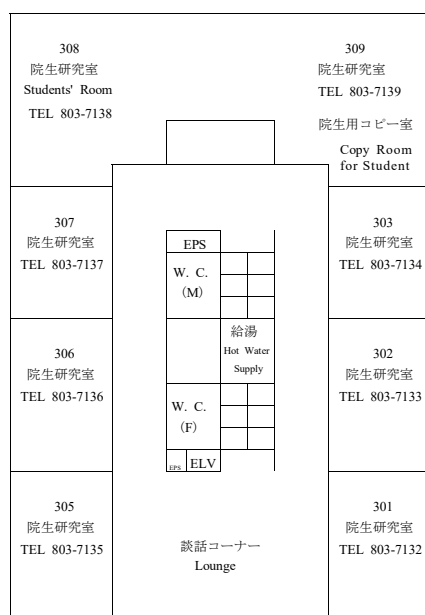 308
院生研究室
Students' Room
TEL 803-7138
309
院生研究室
TEL 803-7139
院生用コピー室
Copy Room
for Student
307
院生研究室
TEL 803-7137
EPS
W. C.
(M)
303
院生研究室
TEL 803-7134
306
院生研究室
TEL 803-7136
給湯
Hot Water
Supply
W. C.
(F)
302
院生研究室
TEL 803-7133
EPS ELV
305
院生研究室
TEL 803-7135
談話コーナー
Lounge
301
院生研究室
TEL 803-7132